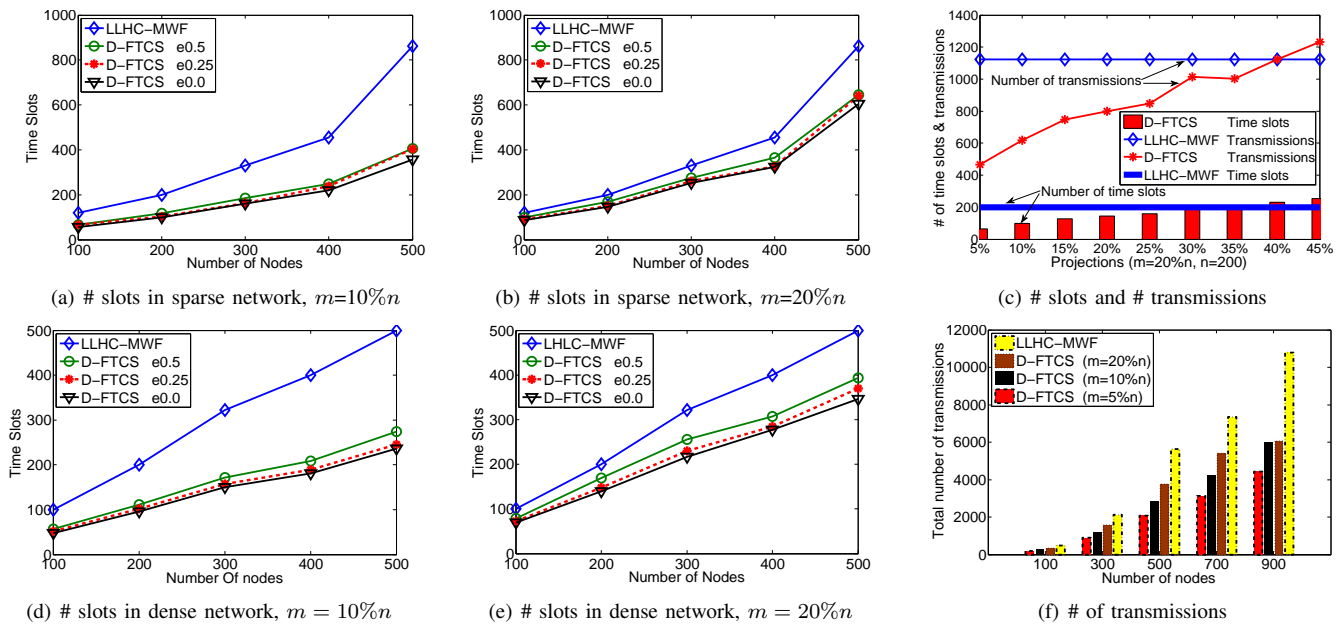 1000
800
600
400
200
0
Time Slots
LLHC−MWF
D−FTCS e0.5
D−FTCS e0.25
D−FTCS e0.0
100 200 300 400 500
Number of Nodes
(a) # slots in sparse network, m=10%n
1000
800
600
400
200
0
Time Slots
LLHC−MWF
D−FTCS e0.5
D−FTCS e0.25
D−FTCS e0.0
100 200 300 400 500
Number of Nodes
(b) # slots in sparse network, m=20%n
1400
1200
1000
800
600
400
200
0
# of time slots & transmissions
Number of transmissions
D−FTCS Time slots
LLHC−MWF Transmissions
D−FTCS Transmissions
LLHC−MWF Time slots
Number of time slots
5% 10% 15% 20% 25% 30% 35% 40% 45%
Projections (m=20%n, n=200)
(c) # slots and # transmissions
500
400
300
200
100
0
Time Slots
LLHC−MWF
D−FTCS e0.5
D−FTCS e0.25
D−FTCS e0.0
100 200 300 400 500
Number Of nodes
(d) # slots in dense network, m = 10%n
500
400
300
200
100
0
Time Slots
LHLC−MWF
D−FTCS e0.5
D−FTCS e0.25
D−FTCS e0.0
100 200 300 400 500
Number Of nodes
(e) # slots in dense network, m = 20%n
12000
10000
8000
6000
4000
2000
0
Total number of transmissions
LLHC−MWF
D−FTCS (m=20%n)
D−FTCS (m=10%n)
D−FTCS (m=5%n)
100 300 500 700 900
Number of nodes
(f) # of transmissions